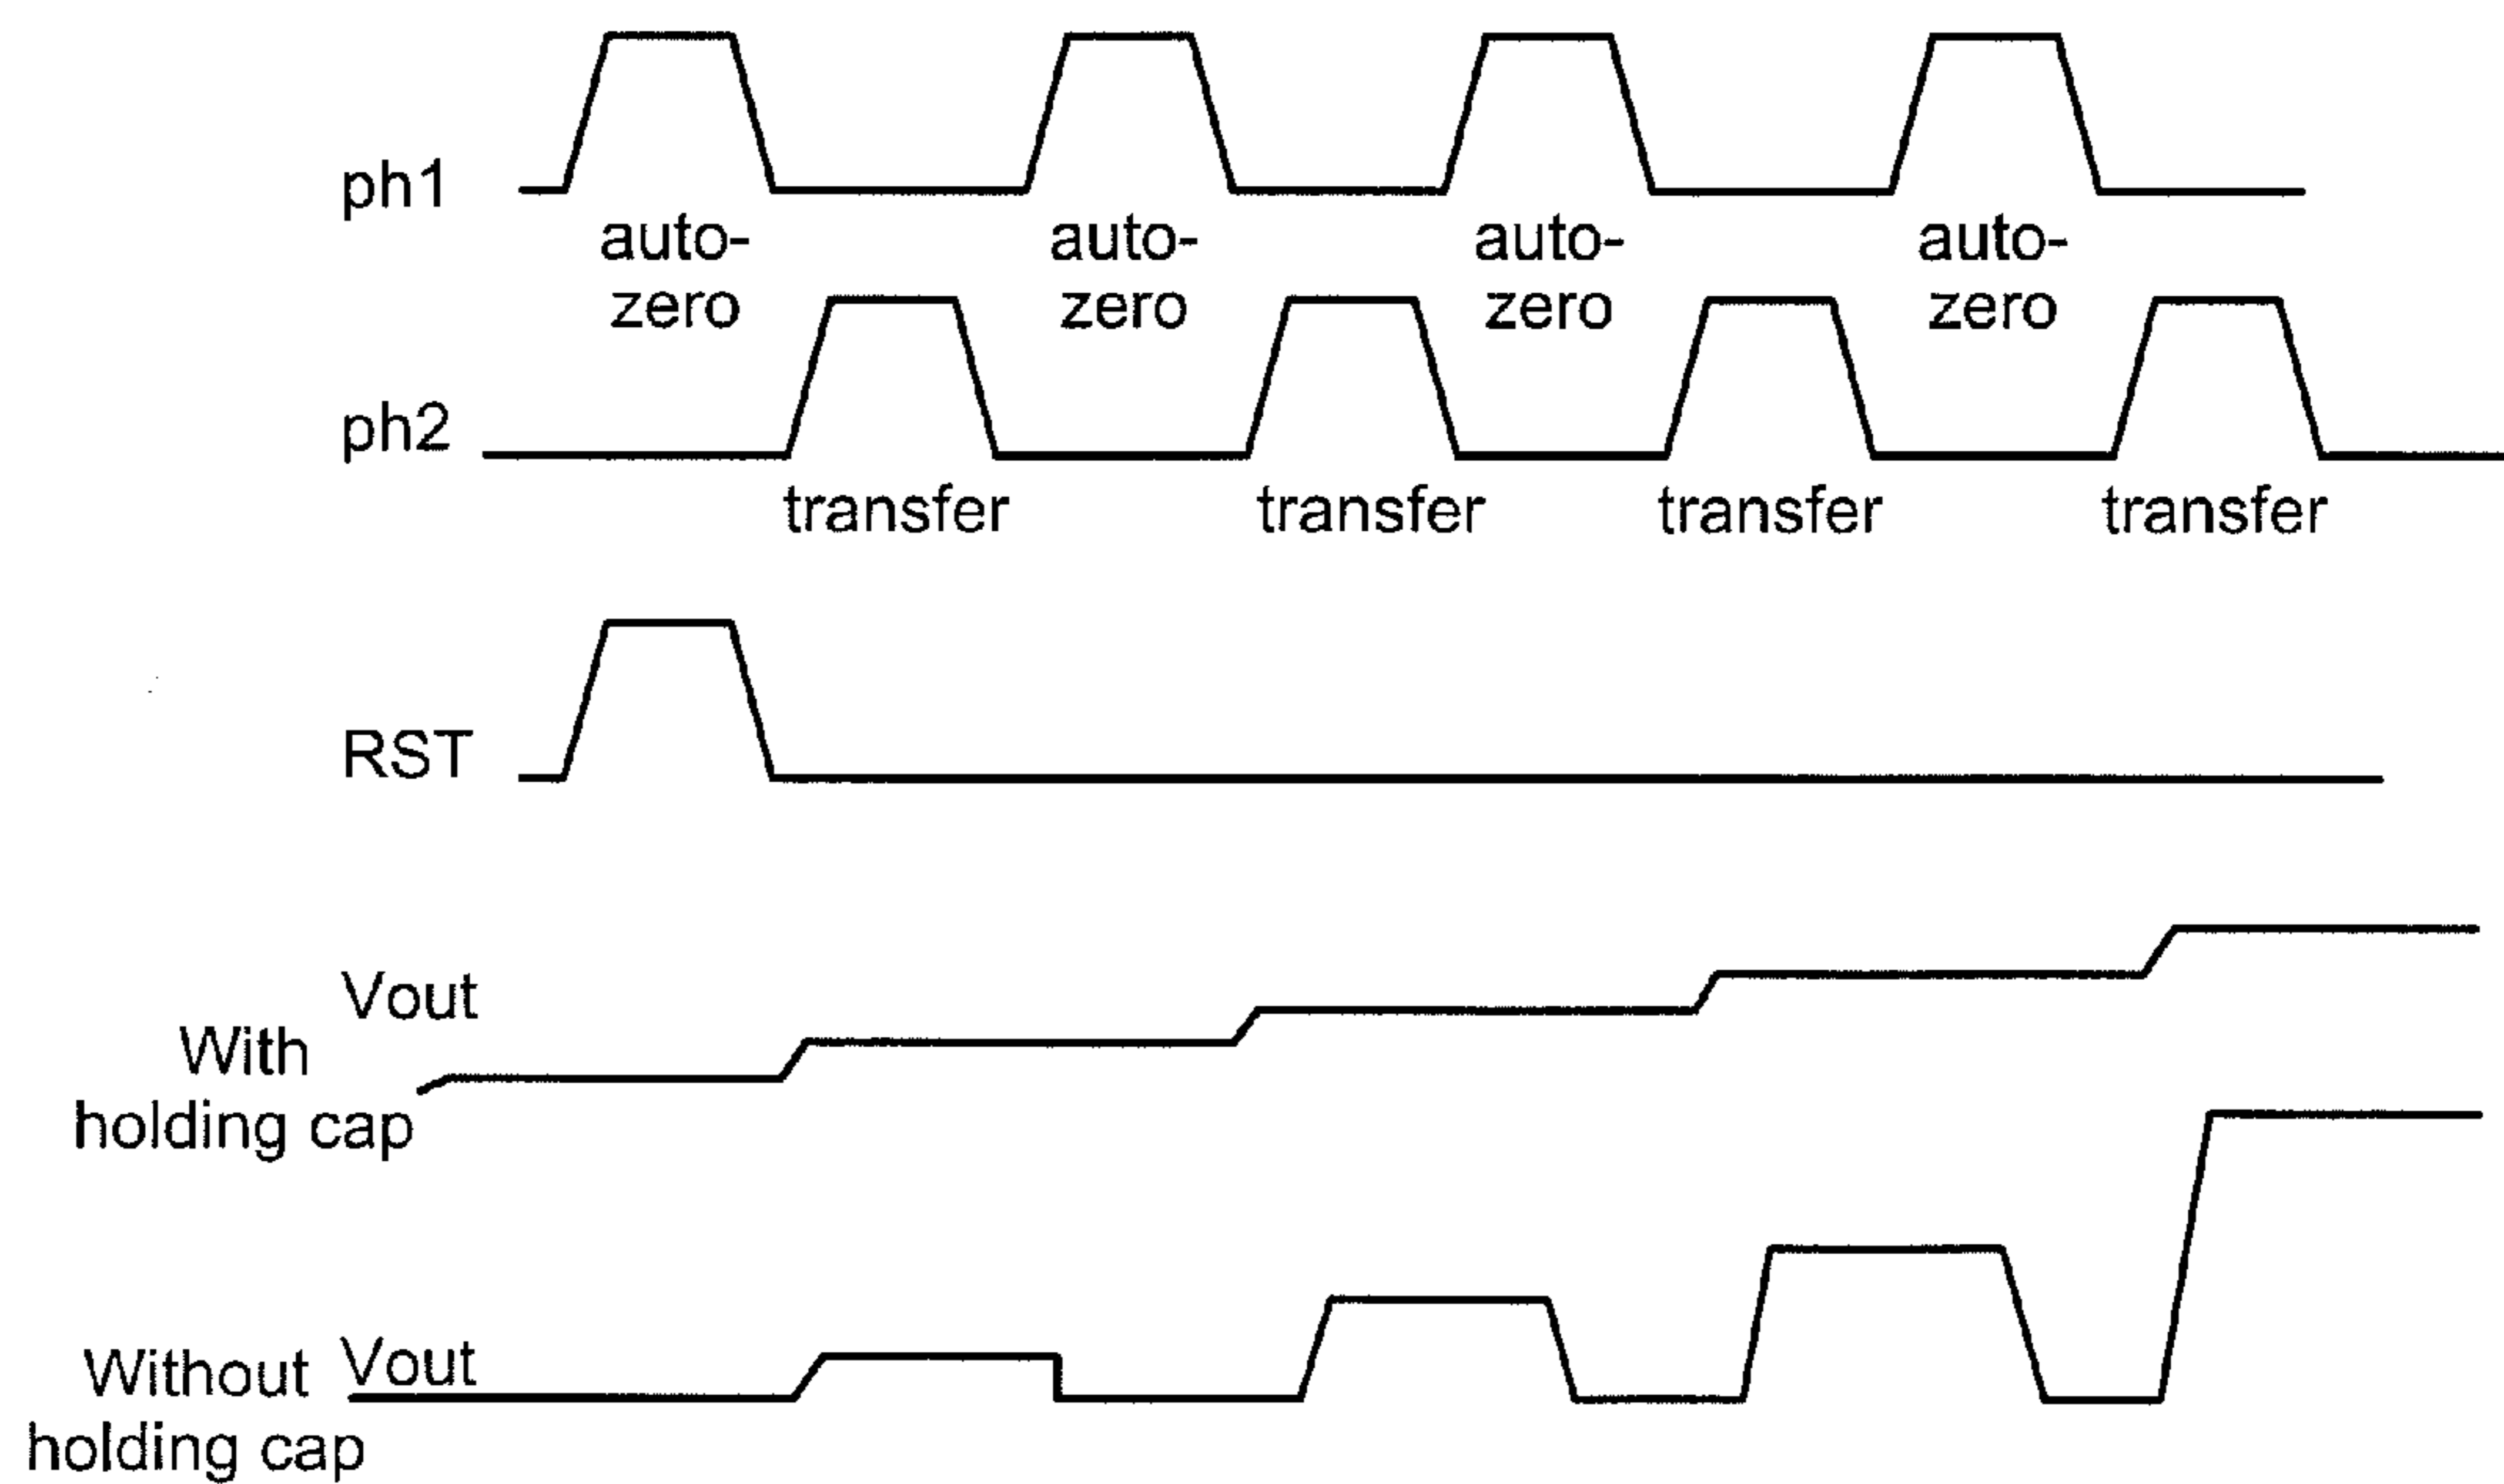 ph1
auto- auto- auto- auto-
zero zero zero zero
ph2
transfer transfer transfer transfer
RST
Vout
With
holding cap
Without Vout
holding cap